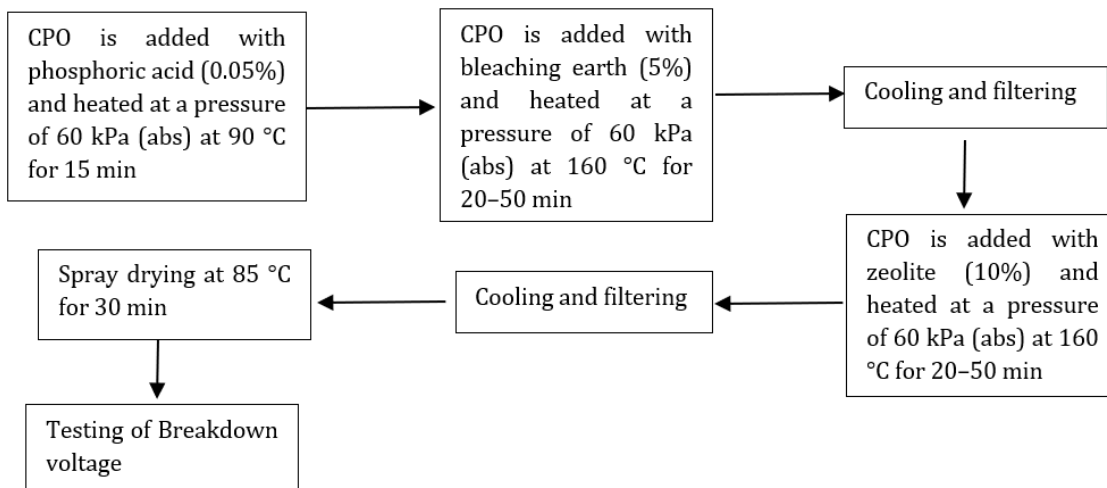 CPO is added with
phosphoric acid (0.05%)
and heated at a pressure
of 60 kPa (abs) at 90 °C
for 15 min
CPO is added with
bleaching earth (5%)
and heated at a
pressure of 60 kPa
(abs) at 160 °C for
20–50 min
Cooling and filtering
CPO is added with
zeolite (10%) and
heated at a pressure
of 60 kPa (abs) at 160
°C for 20–50 min
Cooling and filtering
Spray drying at 85 °C
for 30 min
Testing of Breakdown
voltage